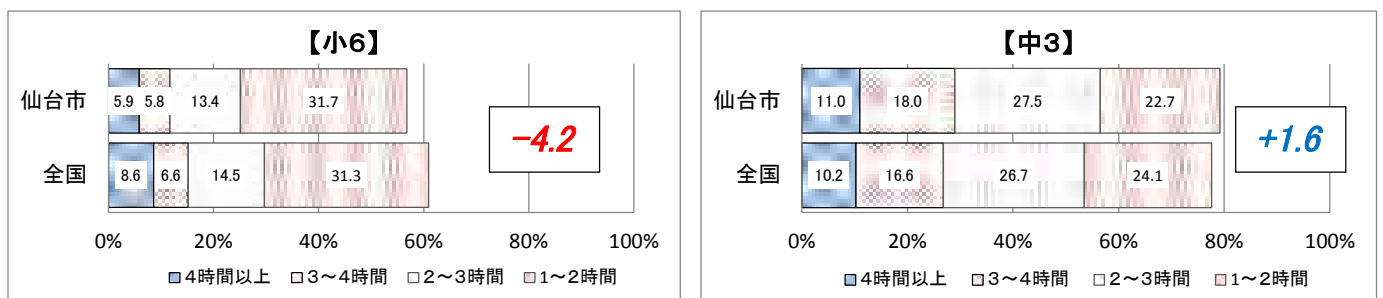 【小6】
仙台市 5.9 5.8 13.4 31.7
全国 8.6 6.6 14.5 31.3
-4.2
0% 20% 40% 60% 80% 100%
■4時間以上 □3～4時間 □2～3時間 □1～2時間
【中3】
仙台市 11.0 18.0 27.5 22.7
全国 10.2 16.6 26.7 24.1
+1.6
0% 20% 40% 60% 80% 100%
■4時間以上 □3～4時間 □2～3時間 □1～2時間